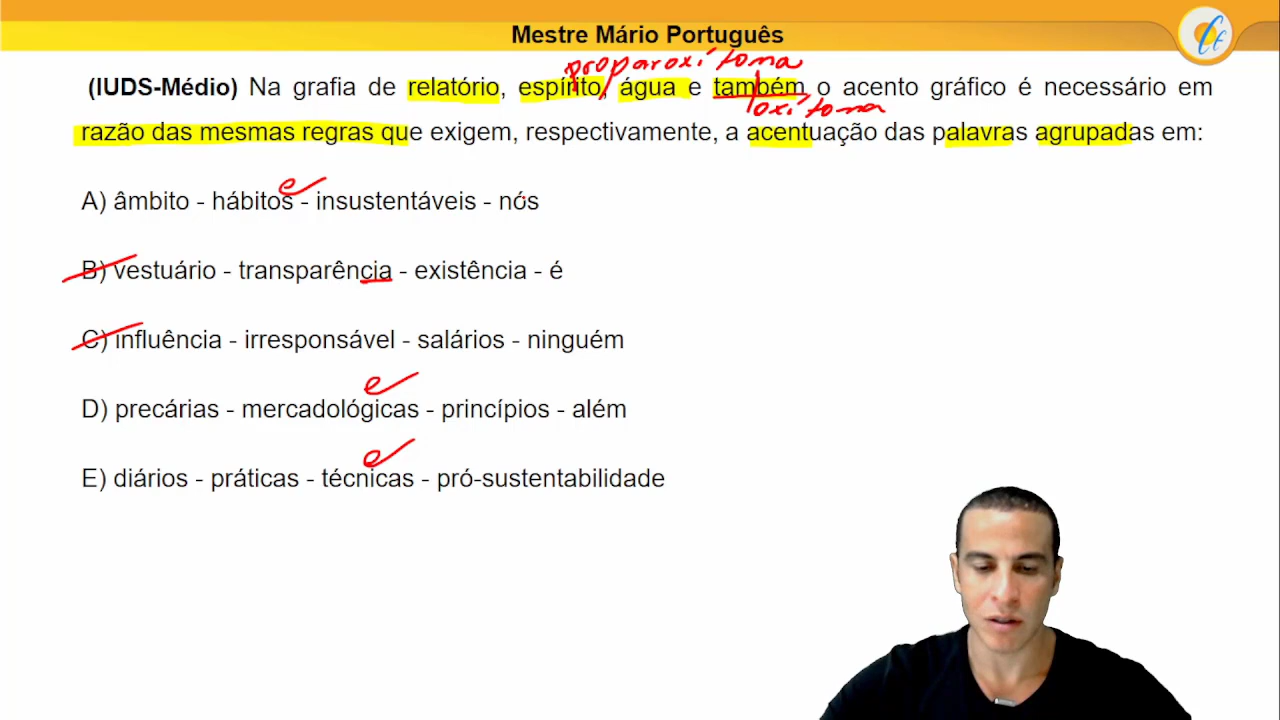 Mestre Mário Português
proparoxítona
(IUDS-Médio) Na grafia de relatório, espírito, água e também o acento gráfico é necessário em
oxítona
razão das mesmas regras que exigem, respectivamente, a acentuação das palavras agrupadas em:
A) âmbito - hábitos - insustentáveis - nós
B) vestuário - transparência - existência - é
C) influência - irresponsável - salários - ninguém
D) precárias - mercadológicas - princípios - além
E) diários - práticas - técnicas - pró-sustentabilidade